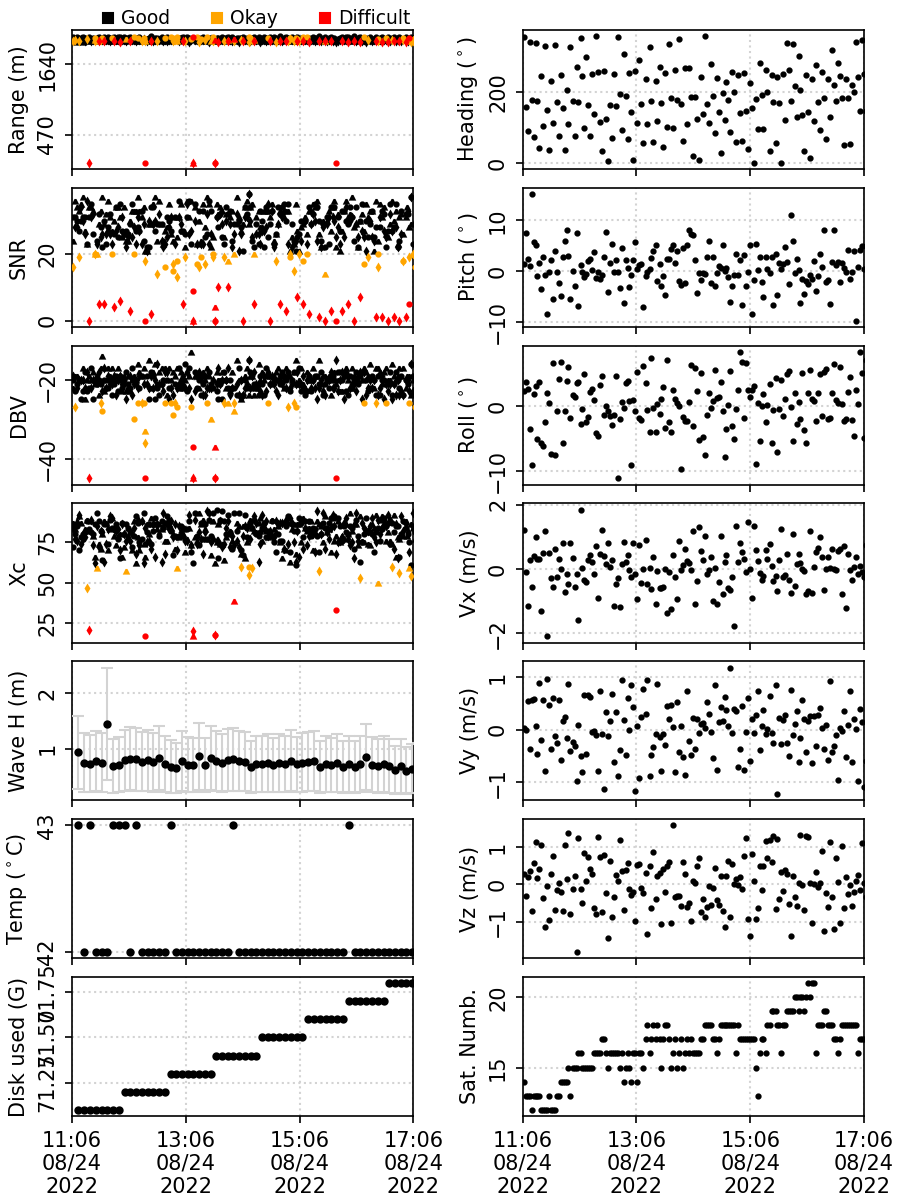 Good Okay Difficult
Range (m)
1640
470
Heading (°)
200
0
SNR
20
0
Pitch (°)
10
0
−10
DBV
−20
−40
Roll (°)
0
−10
Xc
75
50
25
Vx (m/s)
2
0
−2
Wave H (m)
2
1
Vy (m/s)
1
0
−1
Temp (°C)
43
42
Vz (m/s)
1
0
−1
Disk used (G)
71.75
71.50
71.25
Sat. Numb.
20
15
11:06 13:06 15:06 17:06
08/24 08/24 08/24 08/24
2022 2022 2022 2022
11:06 13:06 15:06 17:06
08/24 08/24 08/24 08/24
2022 2022 2022 2022